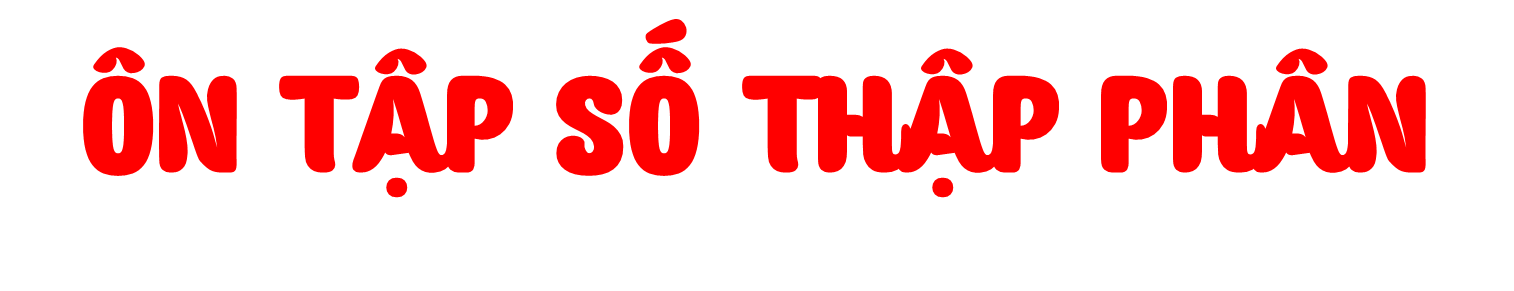 ÔN TẬP SỐ THẬP PHÂN